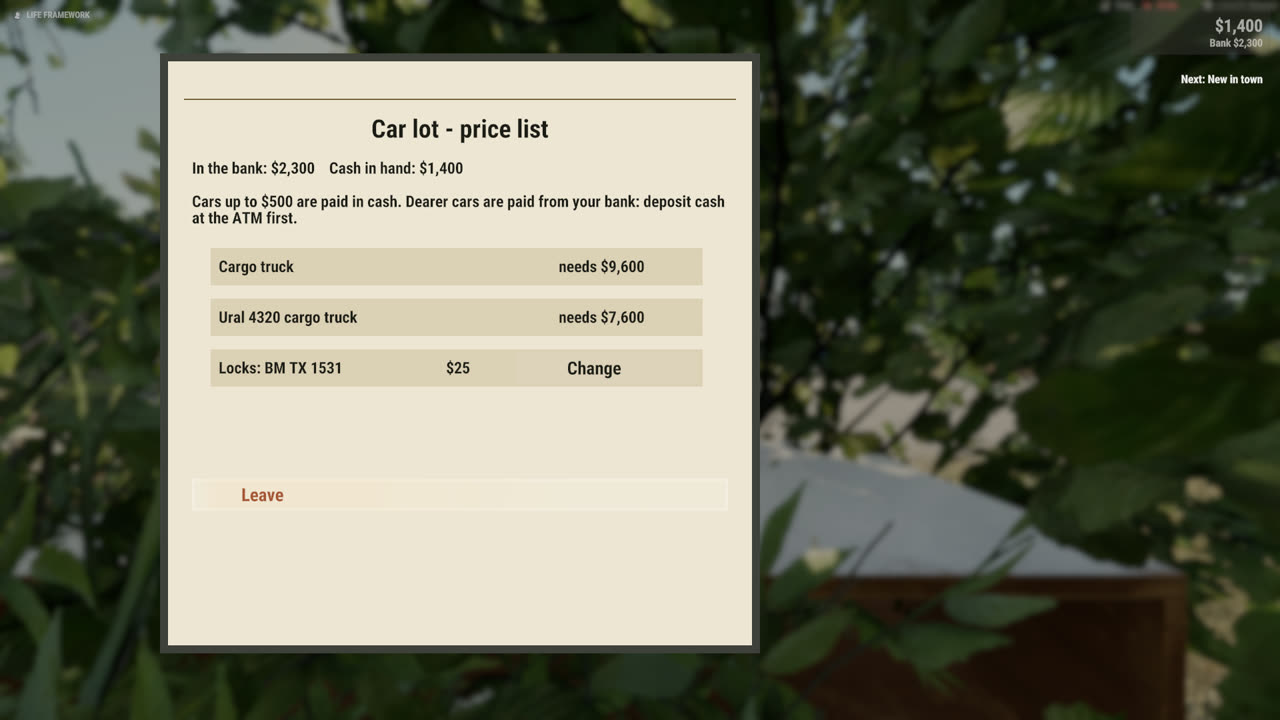 LIFE FRAMEWORK
$1,400
Bank $2,300
Next: New in town
Car lot - price list
In the bank: $2,300 Cash in hand: $1,400
Cars up to $500 are paid in cash. Dearer cars are paid from your bank: deposit cash
at the ATM first.
Cargo truck needs $9,600
Ural 4320 cargo truck needs $7,600
Locks: BM TX 1531 $25 Change
Leave